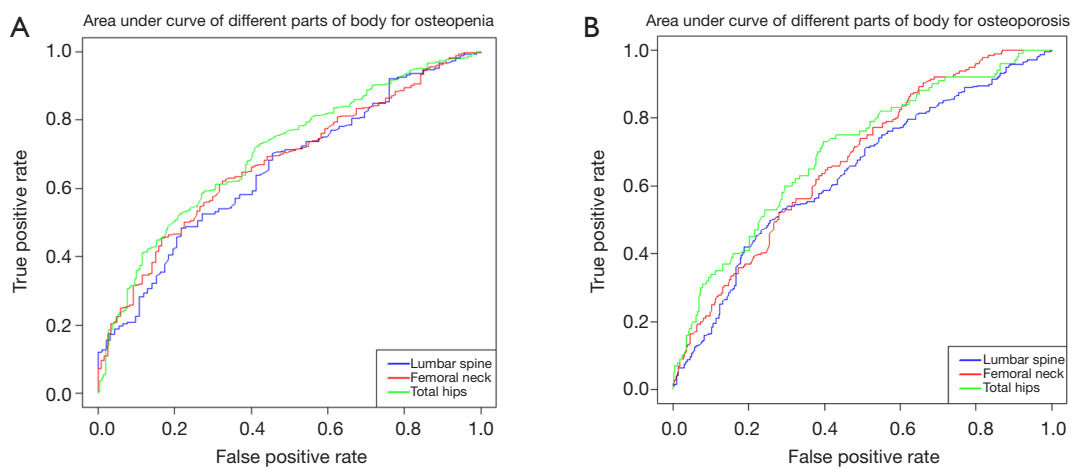 A
Area under curve of different parts of body for osteopenia
1.0
0.8
0.6
0.4
0.2
0.0
True positive rate
Lumbar spine
Femoral neck
Total hips
0.0 0.2 0.4 0.6 0.8 1.0
False positive rate
B
Area under curve of different parts of body for osteoporosis
1.0
0.8
0.6
0.4
0.2
0.0
True positive rate
Lumbar spine
Femoral neck
Total hips
0.0 0.2 0.4 0.6 0.8 1.0
False positive rate